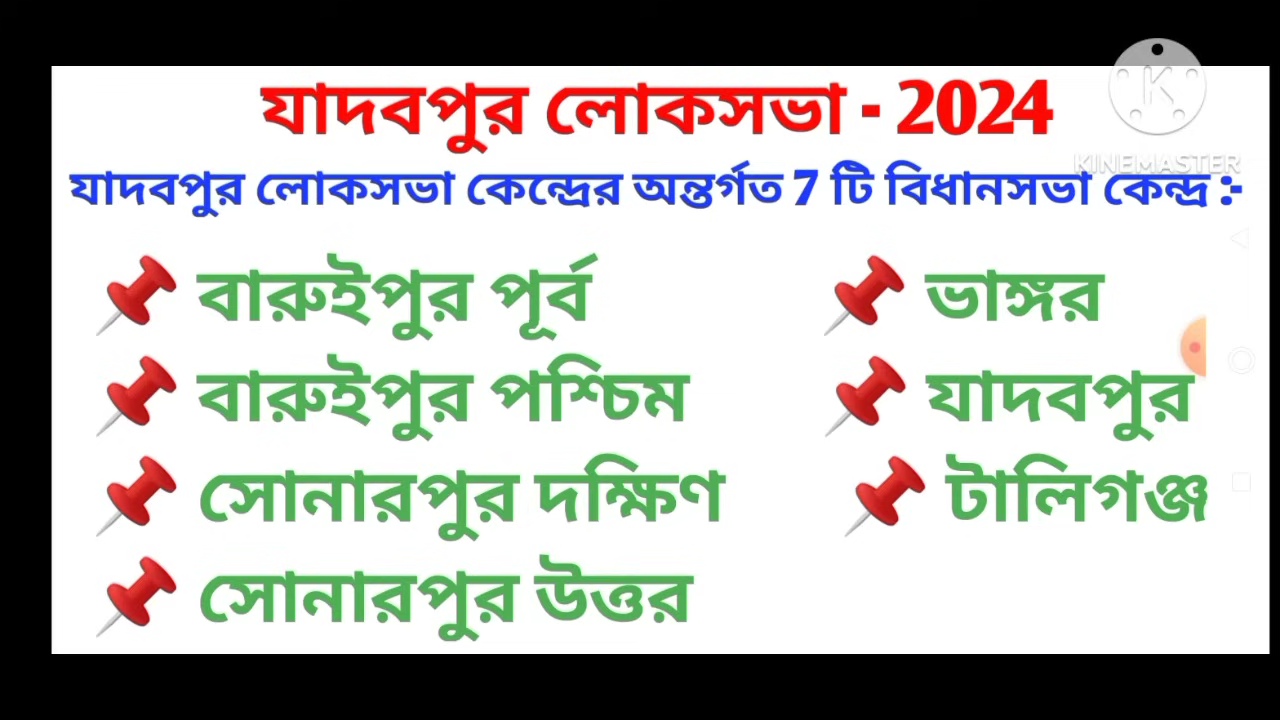 যাদবপুর লোকসভা - 2024
KINEMASTER
যাদবপুর লোকসভা কেন্দ্রের অন্তর্গত 7 টি বিধানসভা কেন্দ্র :-
বারুইপুর পূর্ব
বারুইপুর পশ্চিম
সোনারপুর দক্ষিণ
সোনারপুর উত্তর
ভাঙ্গর
যাদবপুর
টালিগঞ্জ